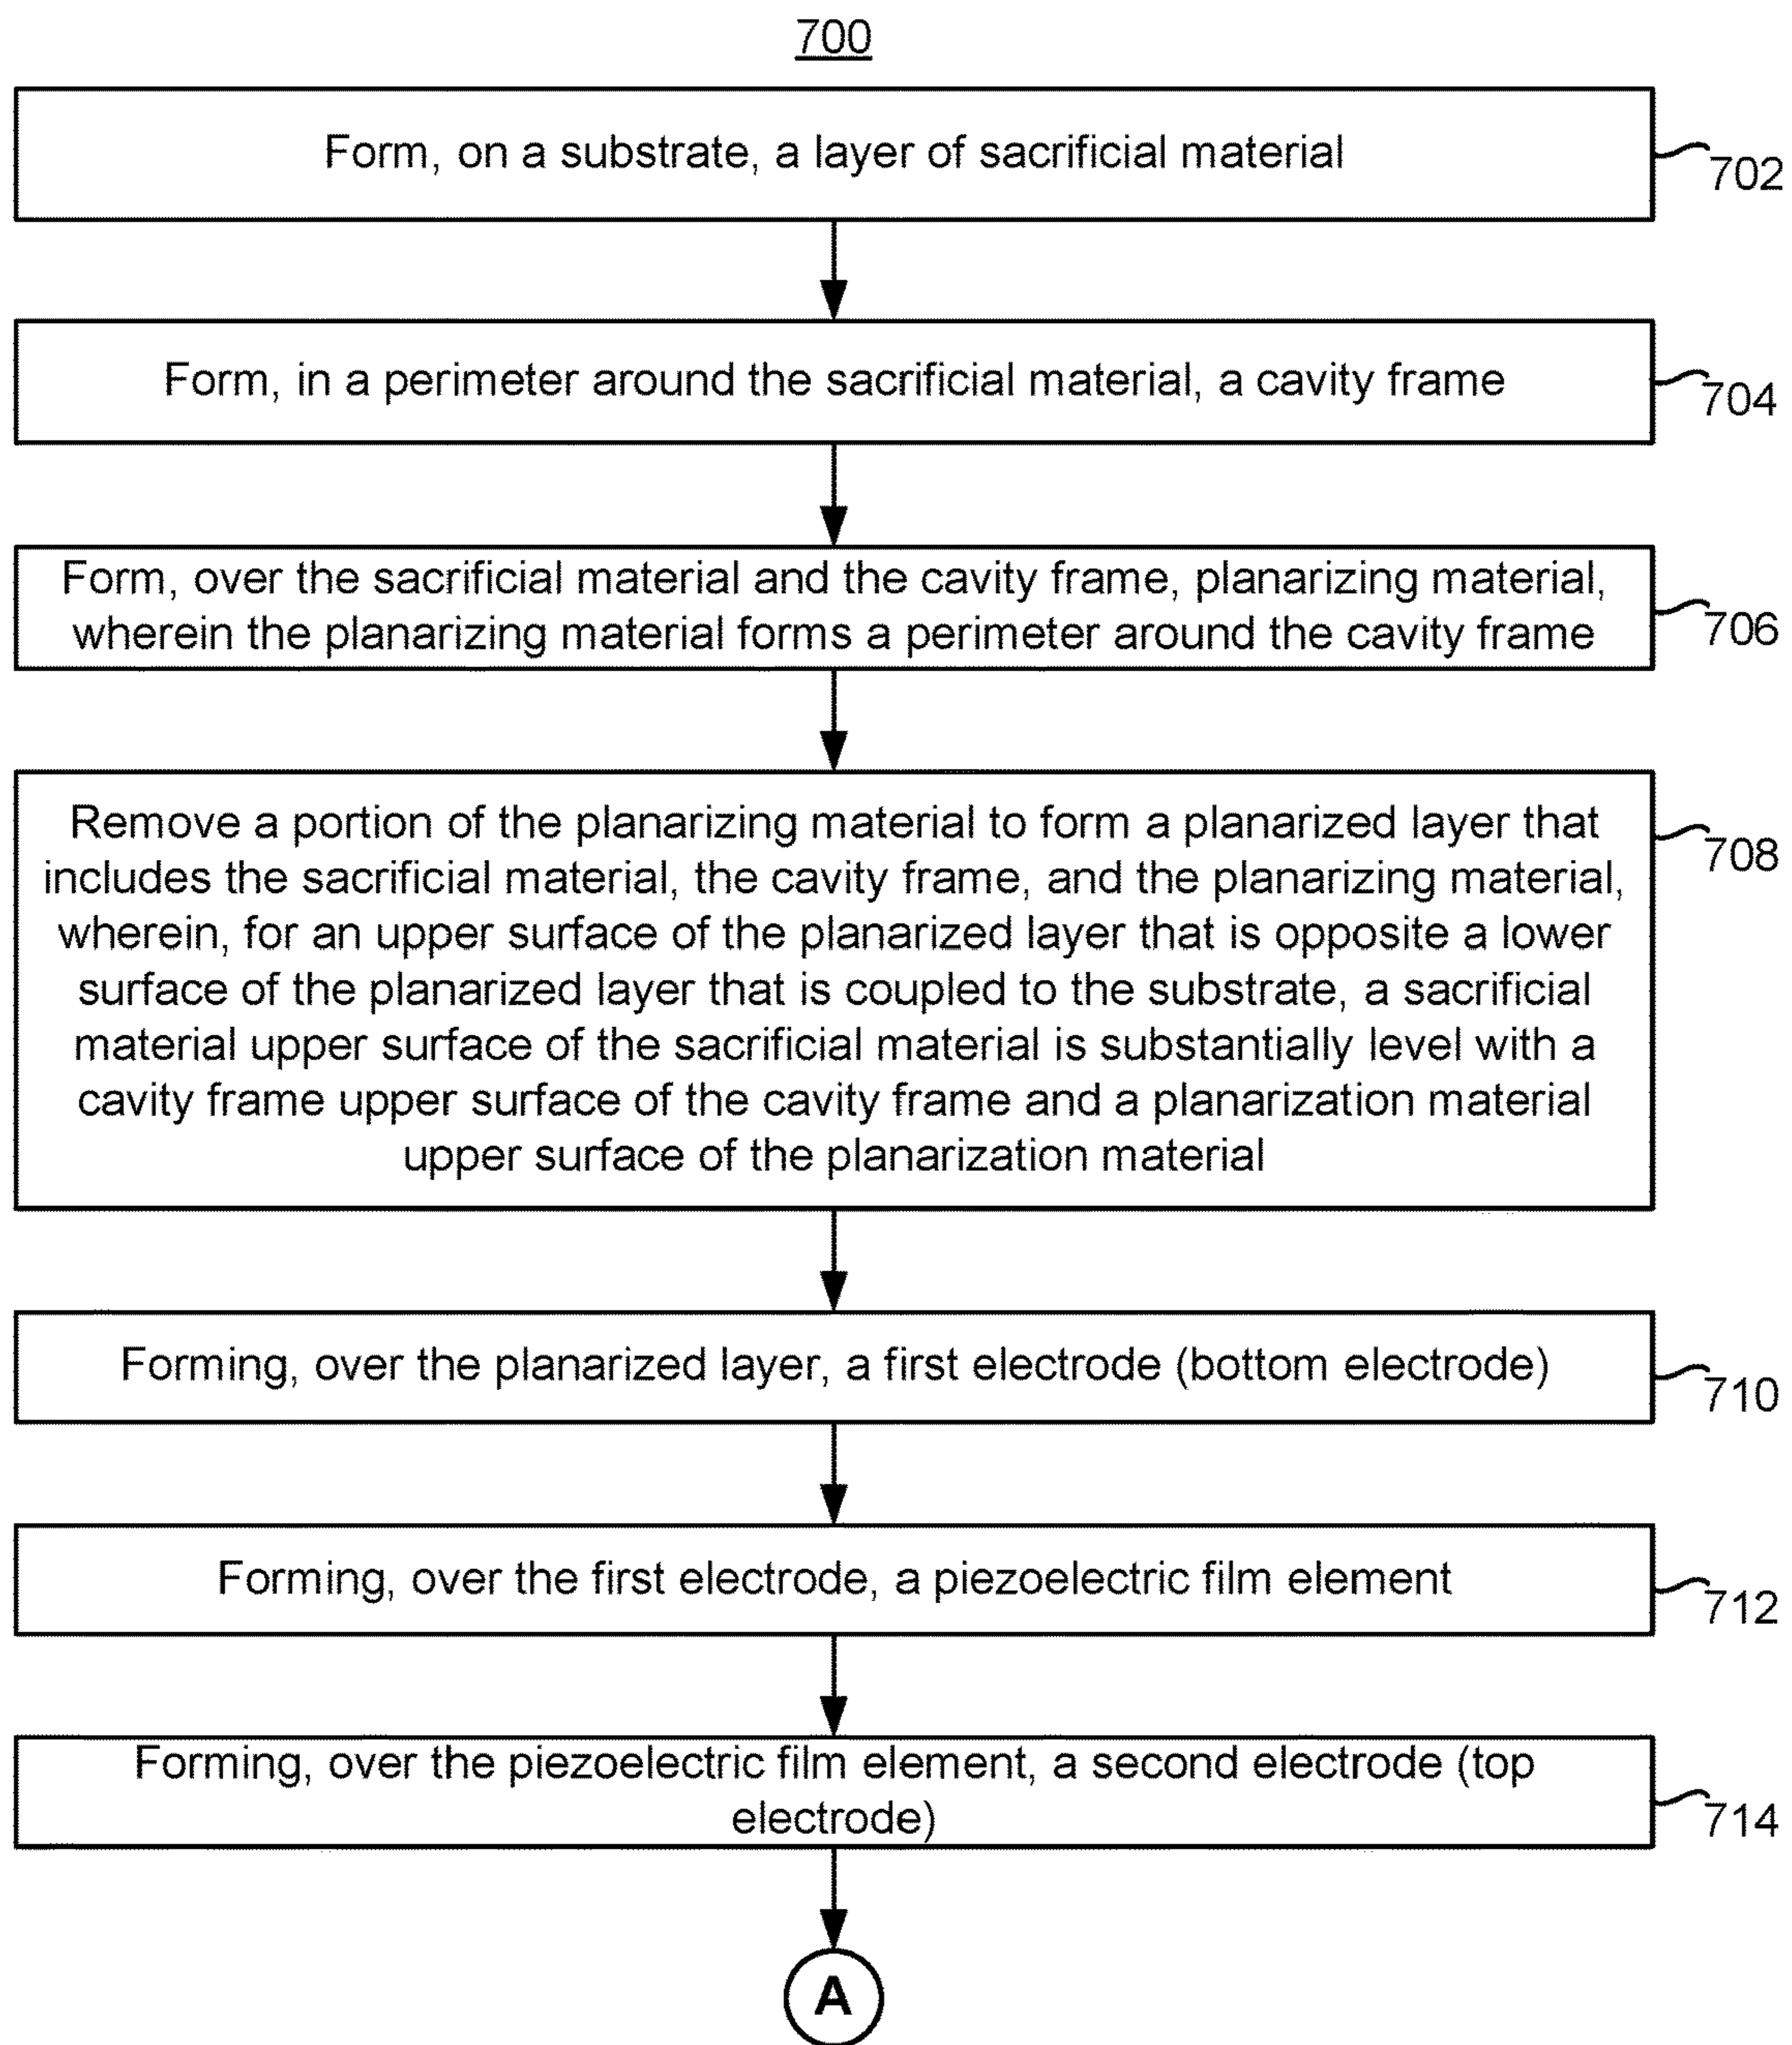 700
Form, on a substrate, a layer of sacrificial material
702
Form, in a perimeter around the sacrificial material, a cavity frame
704
Form, over the sacrificial material and the cavity frame, planarizing material,
wherein the planarizing material forms a perimeter around the cavity frame
706
Remove a portion of the planarizing material to form a planarized layer that
includes the sacrificial material, the cavity frame, and the planarizing material,
wherein, for an upper surface of the planarized layer that is opposite a lower
surface of the planarized layer that is coupled to the substrate, a sacrificial
material upper surface of the sacrificial material is substantially level with a
cavity frame upper surface of the cavity frame and a planarization material
upper surface of the planarization material
708
Forming, over the planarized layer, a first electrode (bottom electrode)
710
Forming, over the first electrode, a piezoelectric film element
712
Forming, over the piezoelectric film element, a second electrode (top
electrode)
714
A